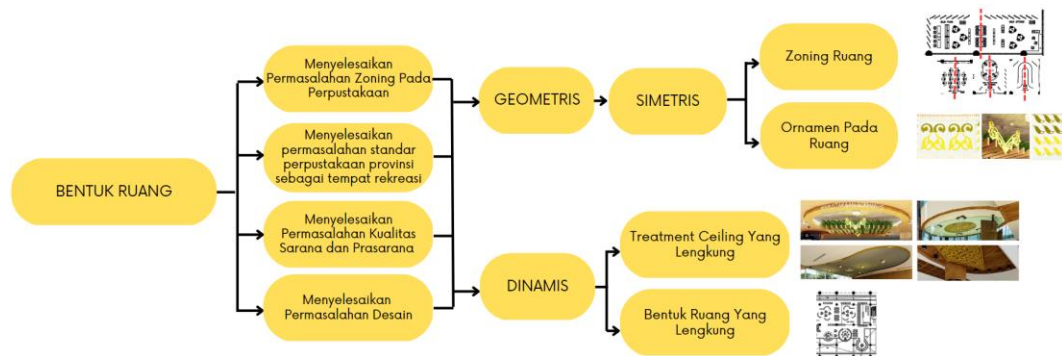 BENTUK RUANG
Menyelesaikan
Permasalahan Zoning Pada
Perpustakaan
Menyelesaikan
permasalahan standar
perpustakaan provinsi
sebagai tempat rekreasi
Menyelesaikan
Permasalahan Kualitas
Sarana dan Prasarana
Menyelesaikan
Permasalahan Desain
GEOMETRIS
SIMETRIS
Zoning Ruang
Ornamen Pada
Ruang
DINAMIS
Treatment Ceiling Yang
Lengkung
Bentuk Ruang Yang
Lengkung